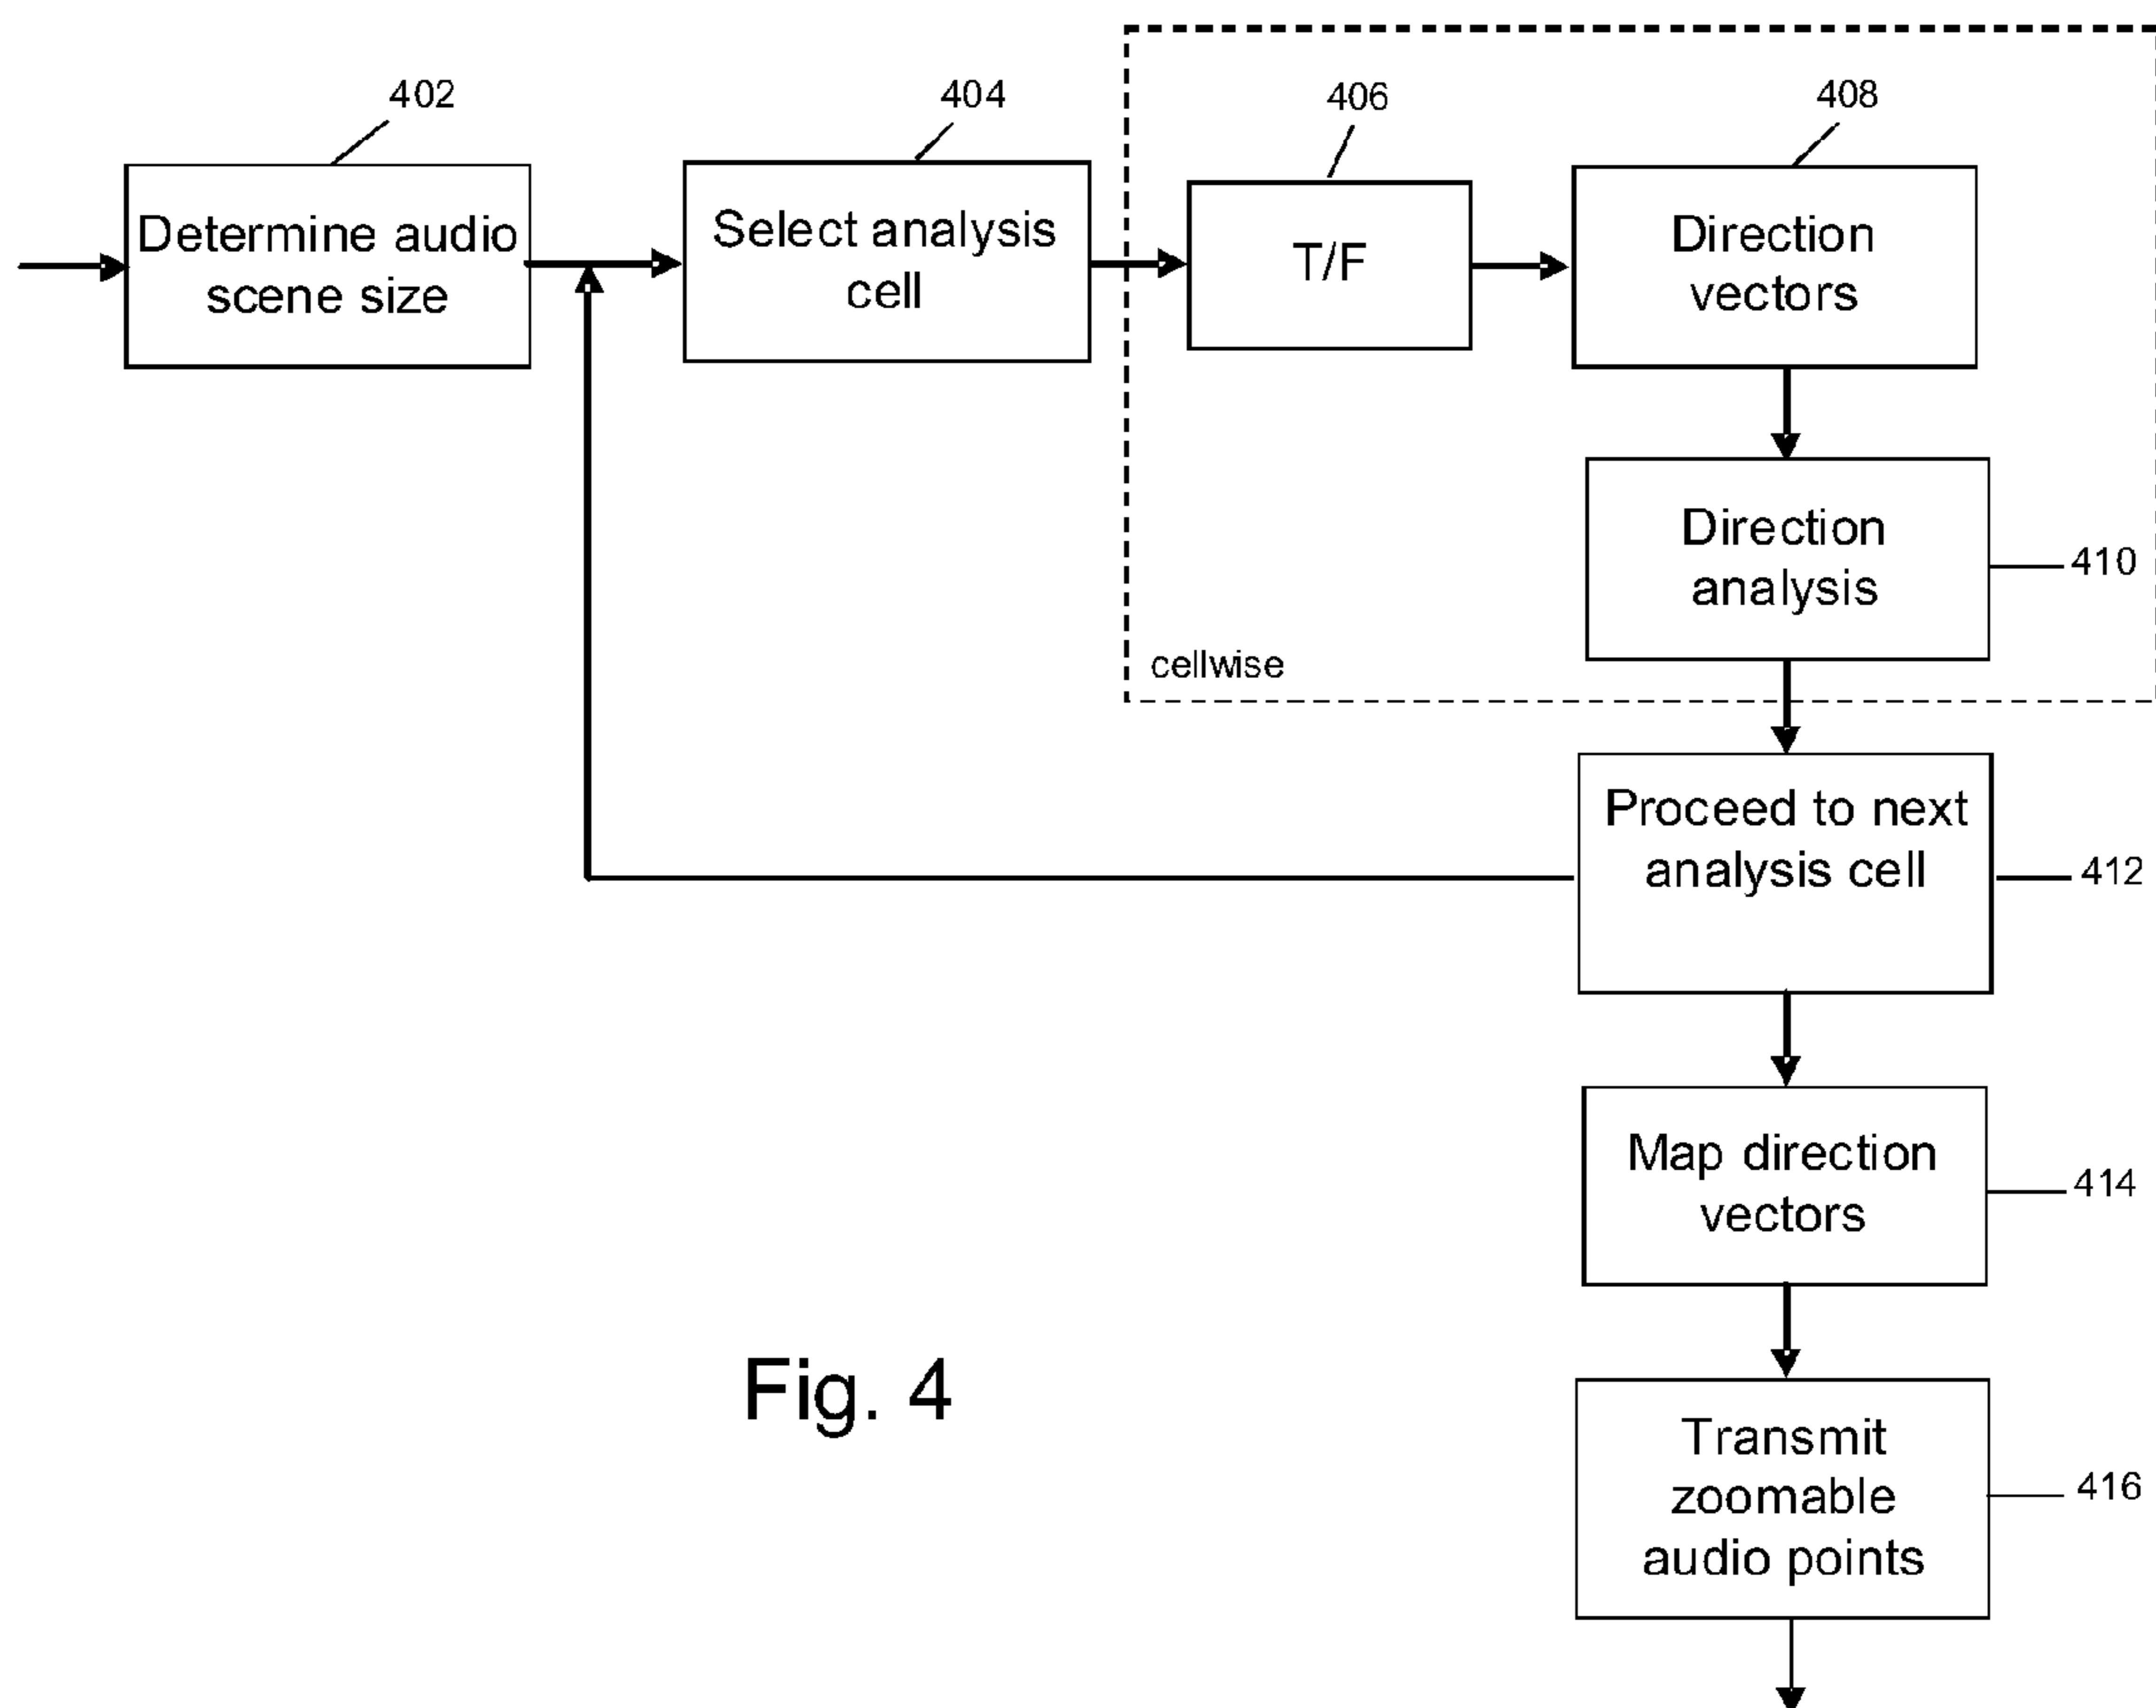 402
404
406
408
Determine audio
scene size
Select analysis
cell
T/F
Direction
vectors
Direction
analysis
410
cellwise
Proceed to next
analysis cell
412
Map direction
vectors
414
Transmit
zoomable
audio points
416
Fig. 4